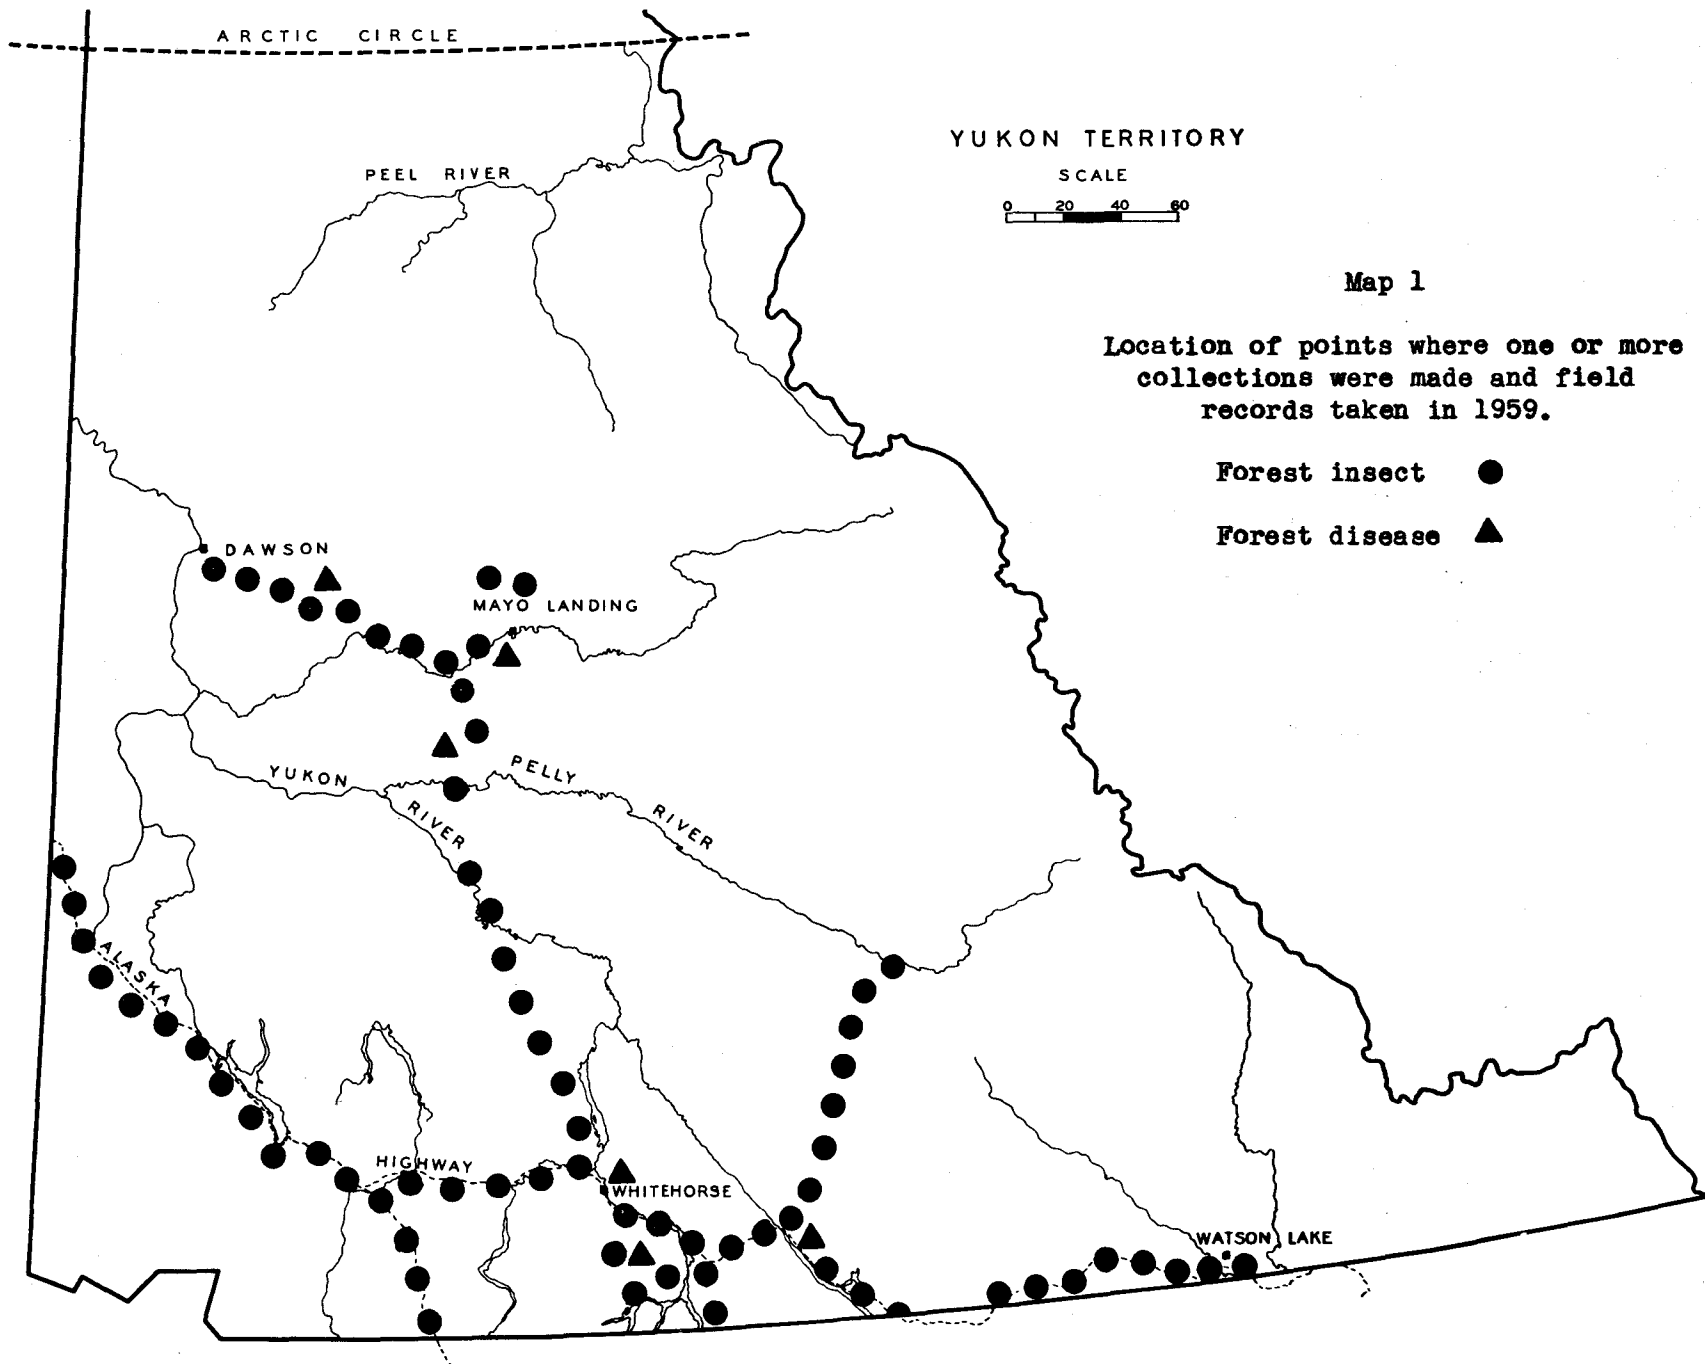 ARCTIC CIRCLE
YUKON TERRITORY
SCALE
0 20 40 60
PEEL RIVER
Map 1
Location of points where one or more
collections were made and field
records taken in 1959.
Forest insect
Forest disease
DAWSON
MAYO LANDING
YUKON
RIVER
PELLY
RIVER
ALASKA
HIGHWAY
WHITEHORSE
WATSON LAKE